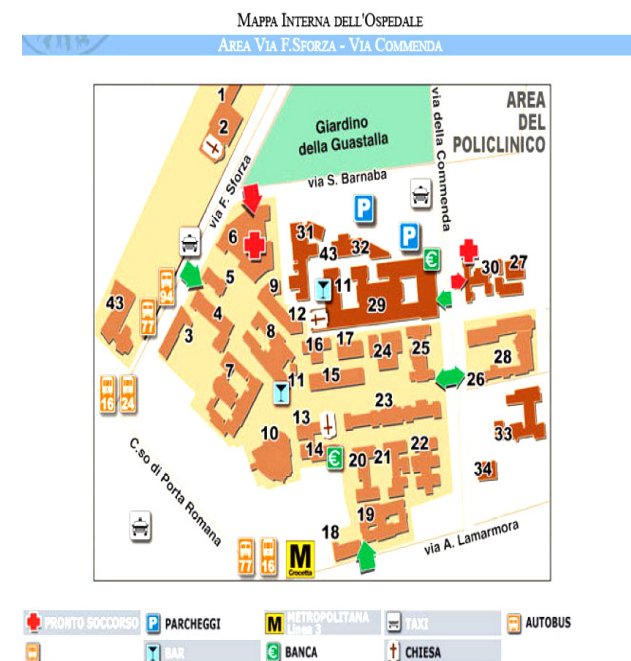 MAPPA INTERNA DELL'OSPEDALE
AREA VIA F.SFORZA - VIA COMMENDA
AREA
DEL
POLICLINICO
Giardino
della Guastalla
via della Commenda
via S. Barnaba
via F. Sforza
1
2
P
P
6
31
43
32
€
30
27
5
9
11
29
94
43
77
4
12
3
8
16
17
24
25
28
7
11
15
26
16
24
23
13
10
14
€
20
21
22
33
34
C.so di Porta Romana
19
18
via A. Lamarmora
77
16
M
Crocetta
PRONTO SOCCORSO
P PARCHEGGI
M METROPOLITANA
Linea 3
TAXI
AUTOBUS
BAR
€ BANCA
CHIESA